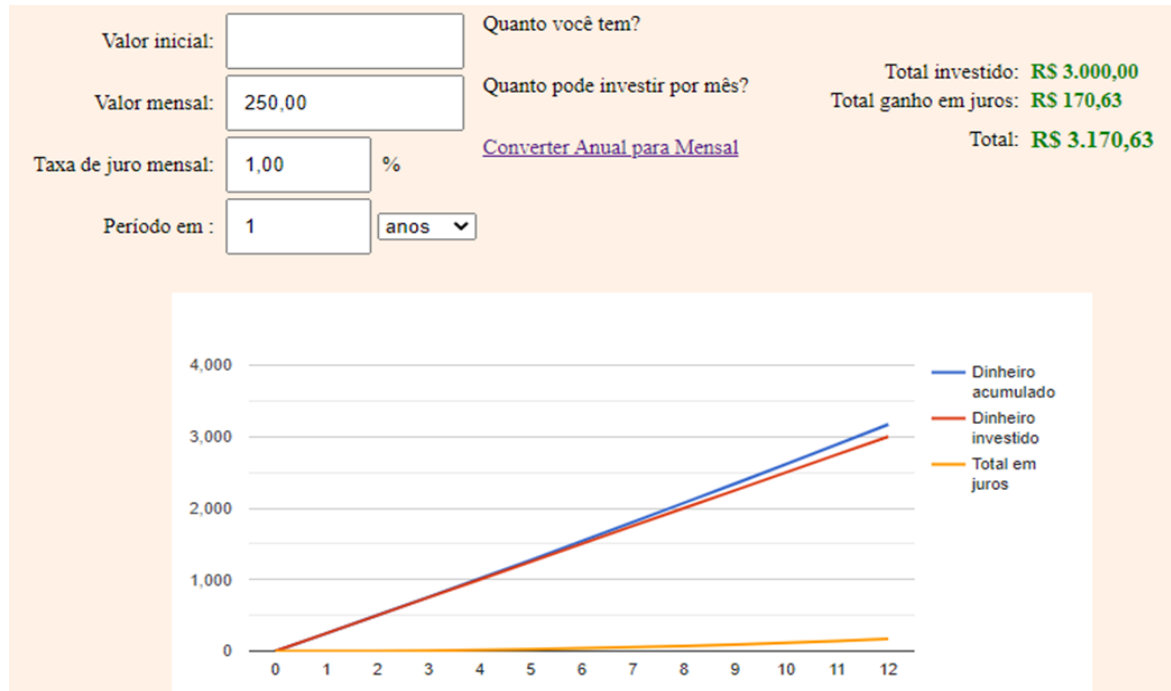 Valor inicial:
Quanto você tem?
Valor mensal: 250,00
Quanto pode investir por mês?
Taxa de juro mensal: 1,00 %
Converter Anual para Mensal
Período em : 1 anos
Total investido: R$ 3.000,00
Total ganho em juros: R$ 170,63
Total: R$ 3.170,63
4,000
3,000
2,000
1,000
0
0 1 2 3 4 5 6 7 8 9 10 11 12
Dinheiro
acumulado
Dinheiro
investido
Total em
juros